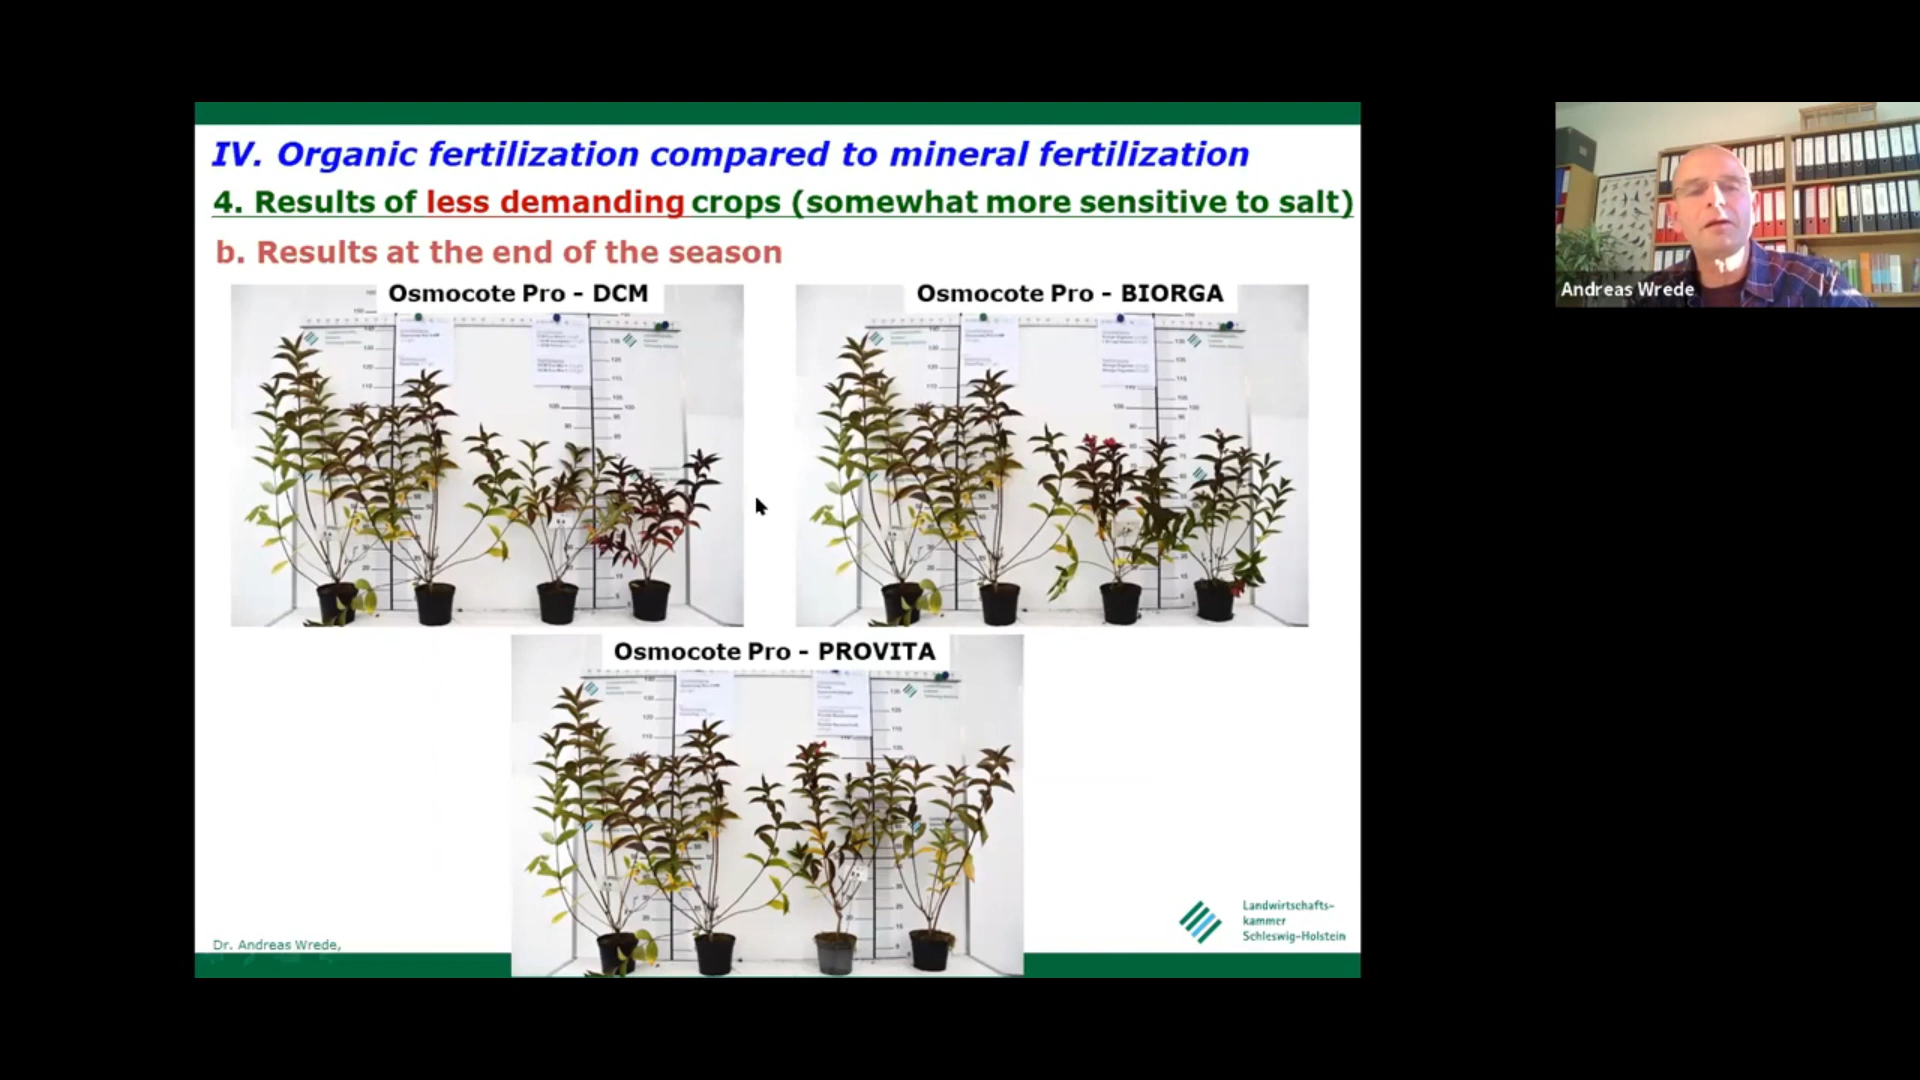 IV. Organic fertilization compared to mineral fertilization
4. Results of less demanding crops (somewhat more sensitive to salt)
b. Results at the end of the season
Osmocote Pro - DCM
Osmocote Pro - BIORGA
Osmocote Pro - PROVITA
Dr. Andreas Wrede,
Landwirtschafts-
kammer
Schleswig-Holstein
Andreas Wrede